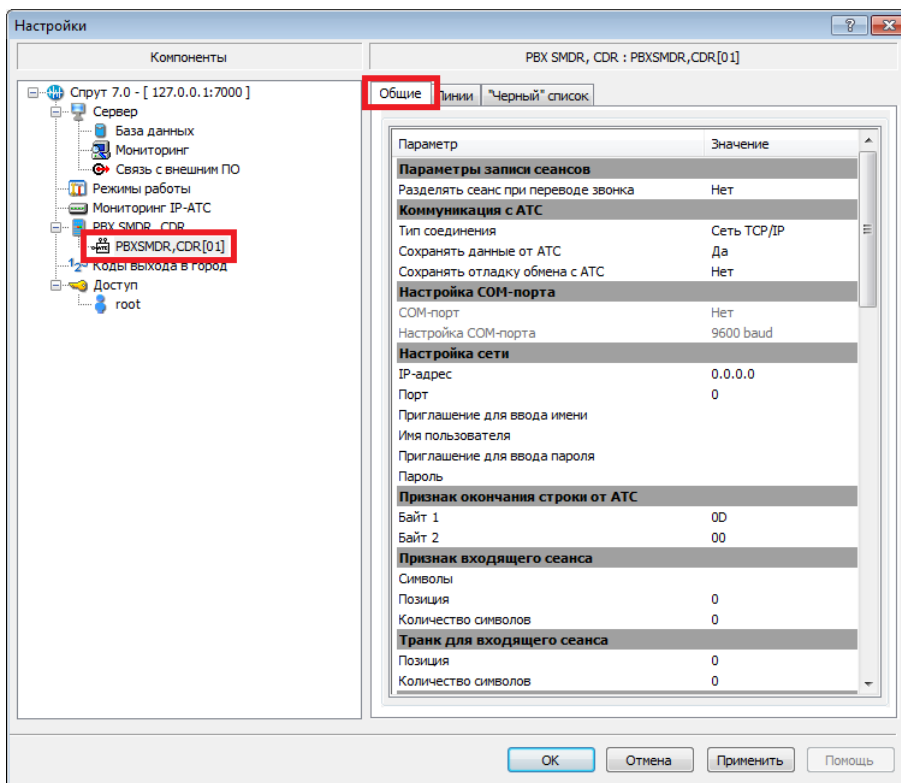 Настройки
Компоненты
PBX SMDR, CDR : PBXSMDR,CDR[01]
Спрут 7.0 - [ 127.0.0.1:7000 ]
Сервер
База данных
Мониторинг
Связь с внешним ПО
Режимы работы
Мониторинг IP-АТС
PBX SMDR, CDR
PBXSMDR,CDR[01]
Коды выхода в город
Доступ
root
Общие Линии "Черный" список
Параметр Значение
Параметры записи сеансов
Разделять сеанс при переводе звонка Нет
Коммуникация с АТС
Тип соединения Сеть TCP/IP
Сохранять данные от АТС Да
Сохранять отладку обмена с АТС Нет
Настройка COM-порта
COM-порт Нет
Настройка COM-порта 9600 baud
Настройка сети
IP-адрес 0.0.0.0
Порт 0
Приглашение для ввода имени
Имя пользователя
Приглашение для ввода пароля
Пароль
Признак окончания строки от АТС
Байт 1 0D
Байт 2 00
Признак входящего сеанса
Символы
Позиция 0
Количество символов 0
Транк для входящего сеанса
Позиция 0
Количество символов 0
OK Отмена Применить Помощь